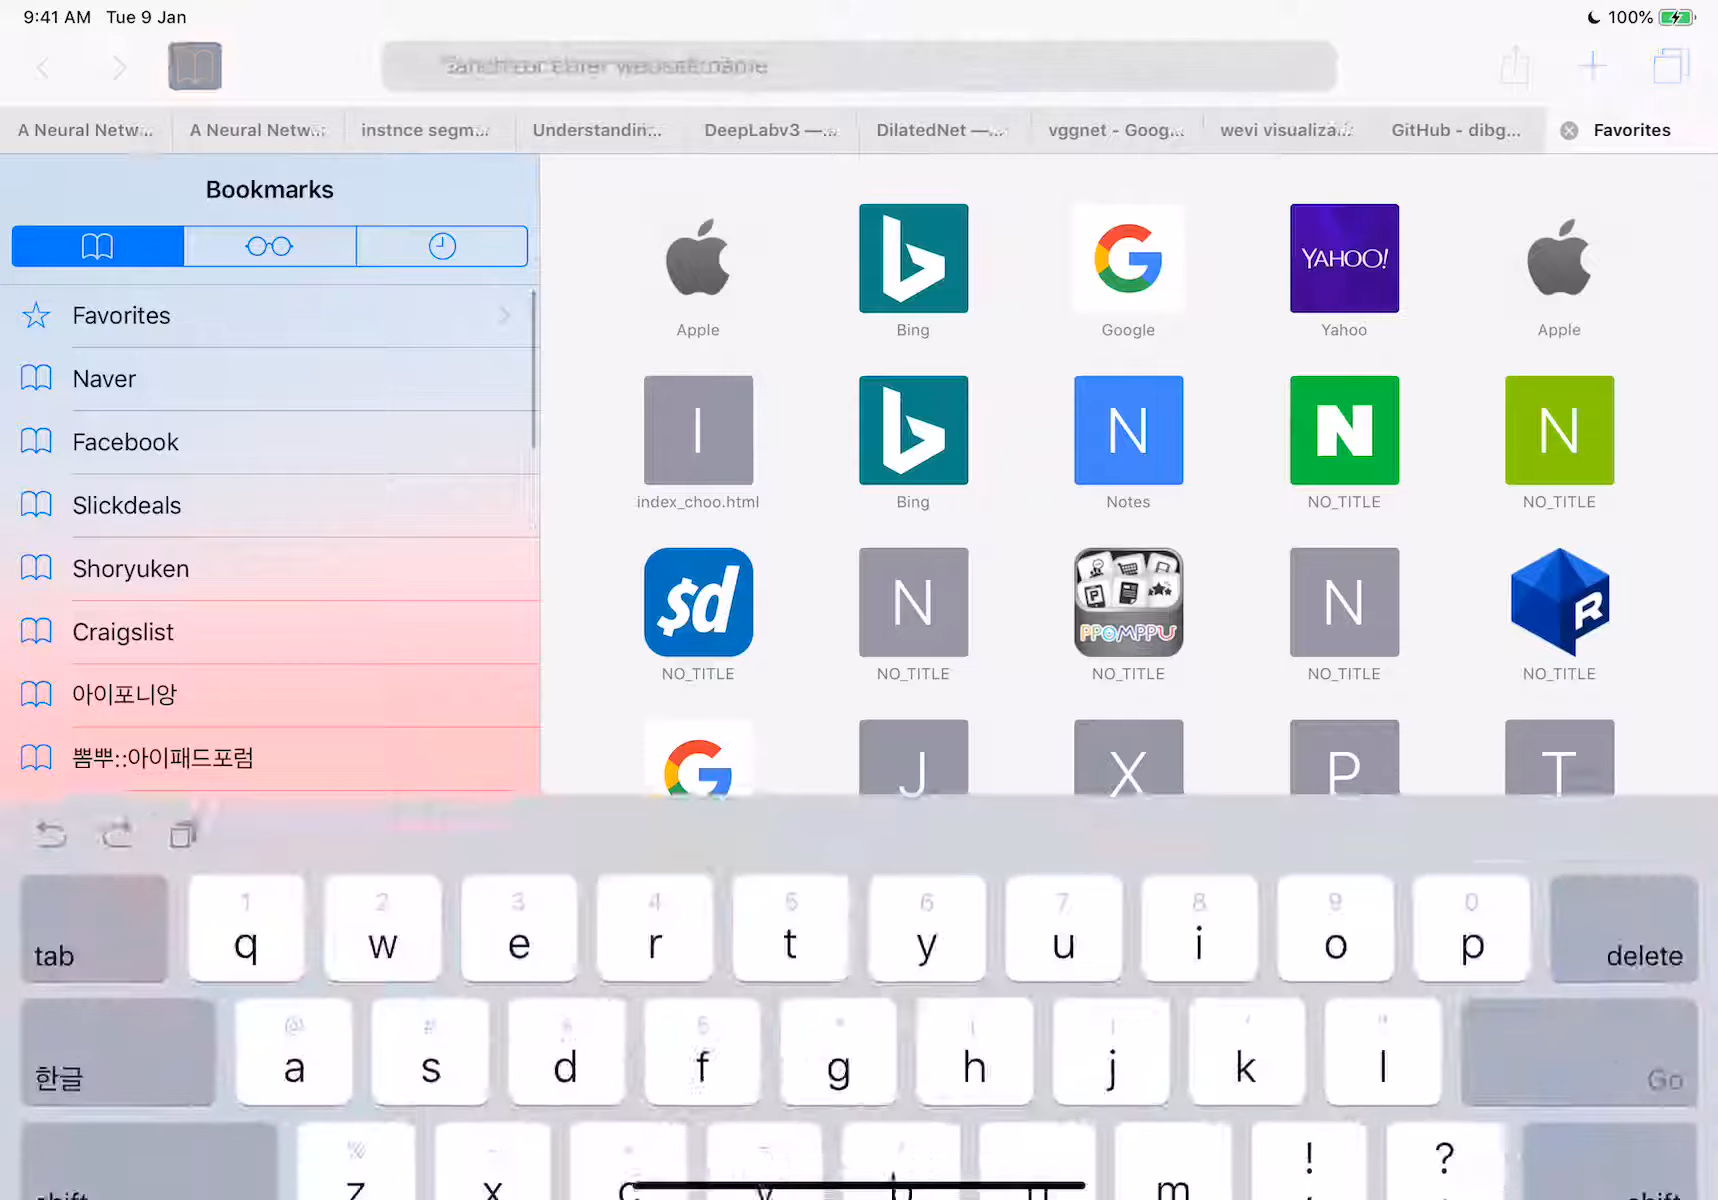 9:41 AM Tue 9 Jan
100%
A Neural Netw...
A Neural Netw...
instnce segm...
Understandin...
DeepLabv3 —...
DilatedNet —...
vggnet - Goog...
wevi visualiza...
GitHub - dibg...
Favorites
Bookmarks
Favorites
Naver
Facebook
Slickdeals
Shoryuken
Craigslist
아이포니앙
뽐뿌::아이패드포럼
YAHOO!
Apple
Bing
Google
Yahoo
Apple
I
N
N
N
index_choo.html
Bing
Notes
NO_TITLE
NO_TITLE
$d
N
PPOMPPU
N
R
NO_TITLE
NO_TITLE
NO_TITLE
NO_TITLE
NO_TITLE
J
X
P
T
1 2 3 4 5 6 7 8 9 0
tab q w e r t y u i o p delete
한글 a s d f g h j k l Go
! ?
shift z x c v b n m shift